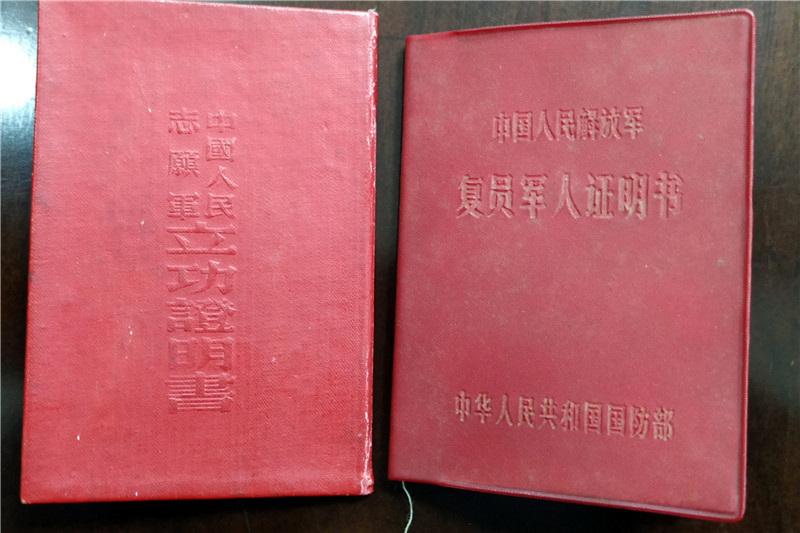 中國人民
志願軍
立功證明書
中国人民解放军
复员军人证明书
中华人民共和国国防部